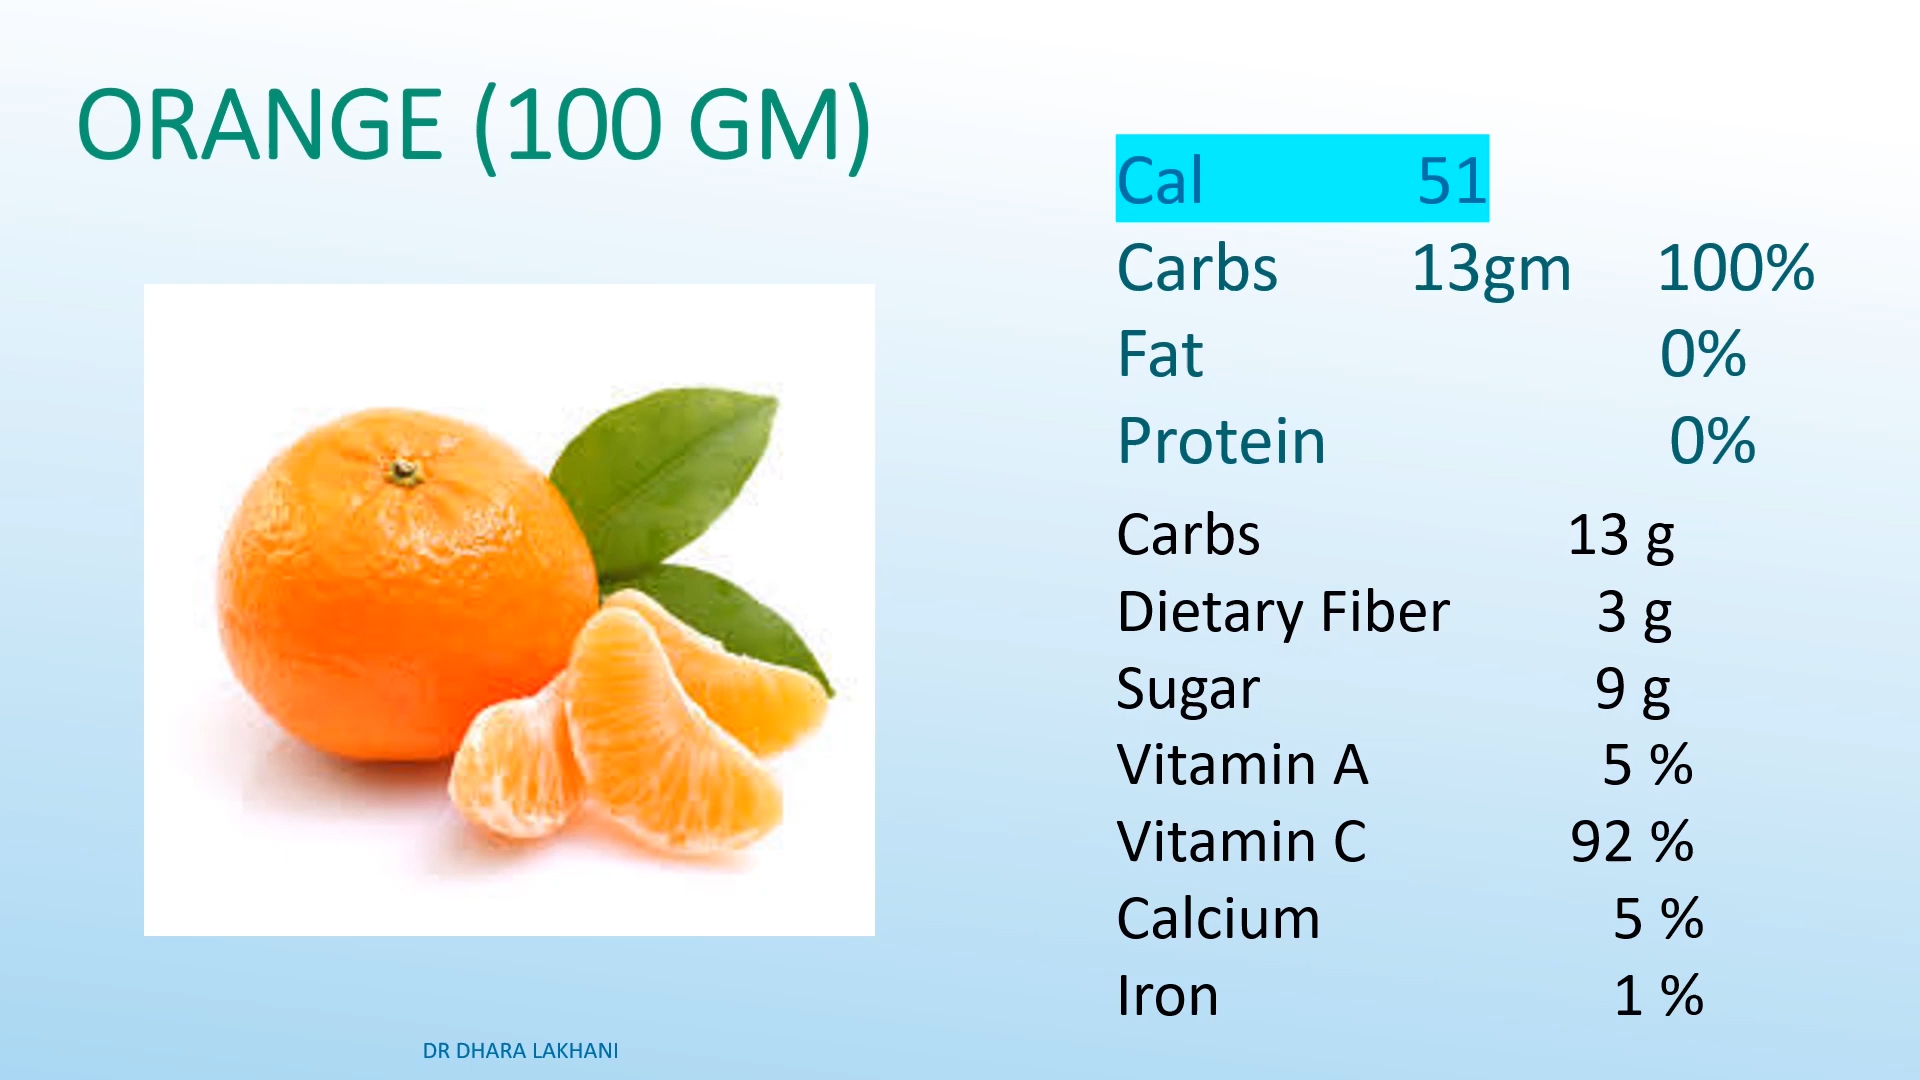 ORANGE (100 GM)
Cal 51
Carbs 13gm 100%
Fat 0%
Protein 0%
Carbs 13 g
Dietary Fiber 3 g
Sugar 9 g
Vitamin A 5 %
Vitamin C 92 %
Calcium 5 %
Iron 1 %
DR DHARA LAKHANI